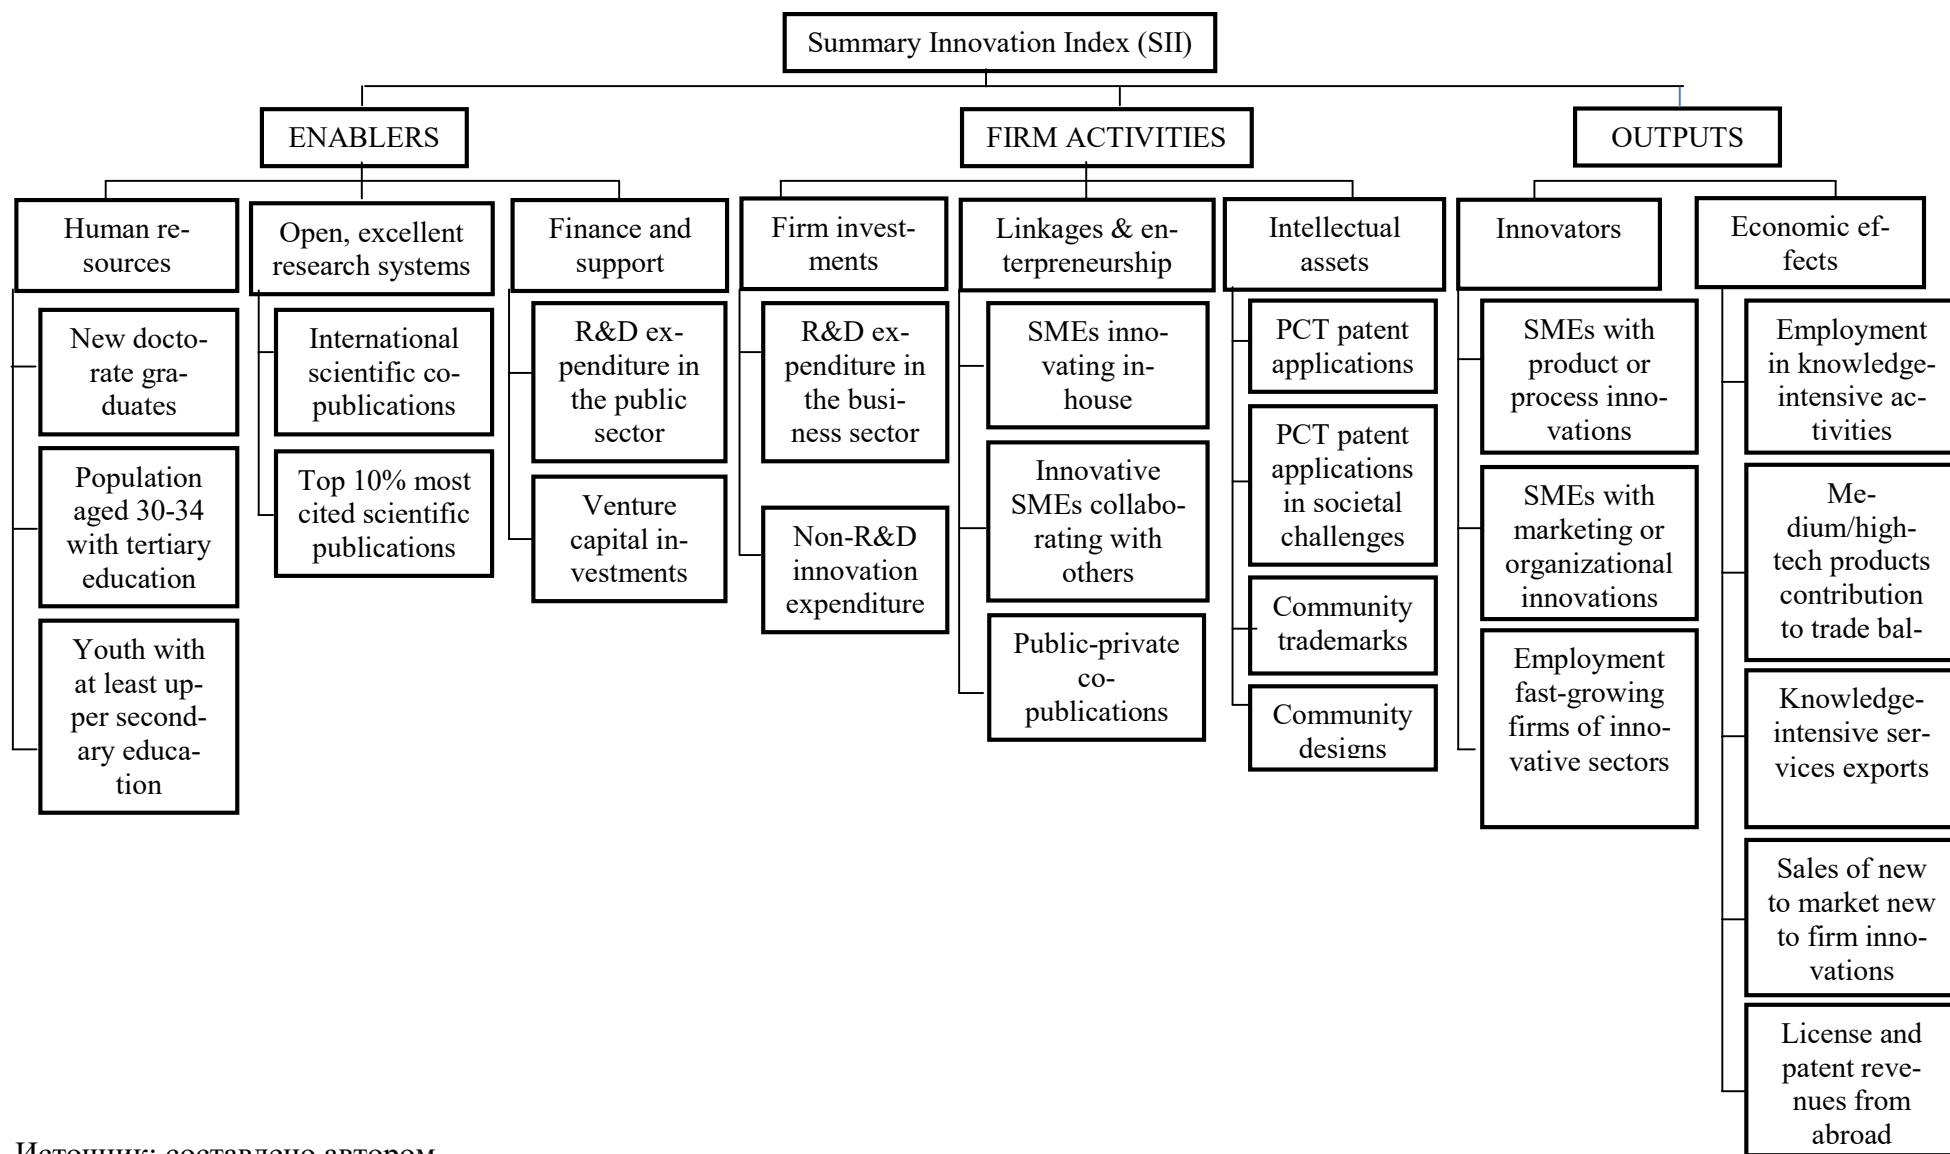 Summary Innovation Index (SII)
ENABLERS
FIRM ACTIVITIES
OUTPUTS
Human re-
sources
Open, excellent
research systems
Finance and
support
Firm invest-
ments
Linkages & en-
terpreneurship
Intellectual
assets
Innovators
Economic ef-
fects
New docto-
rate gra-
duates
Population
aged 30-34
with tertiary
education
Youth with
at least up-
per second-
ary educa-
tion
International
scientific co-
publications
Top 10% most
cited scientific
publications
R&D ex-
penditure in
the public
sector
Venture
capital in-
vestments
R&D ex-
penditure in
the busi-
ness sector
Non-R&D
innovation
expenditure
SMEs inno-
vating in-
house
Innovative
SMEs collabo-
rating with
others
Public-private
co-
publications
PCT patent
applications
PCT patent
applications
in societal
challenges
Community
trademarks
Community
designs
SMEs with
product or
process inno-
vations
SMEs with
marketing or
organizational
innovations
Employment
fast-growing
firms of inno-
vative sectors
Employment
in knowledge-
intensive ac-
tivities
Me-
dium/high-
tech products
contribution
to trade bal-
Knowledge-
intensive ser-
vices exports
Sales of new
to market new
to firm inno-
vations
License and
patent reve-
nues from
abroad
Источник: составлено автором